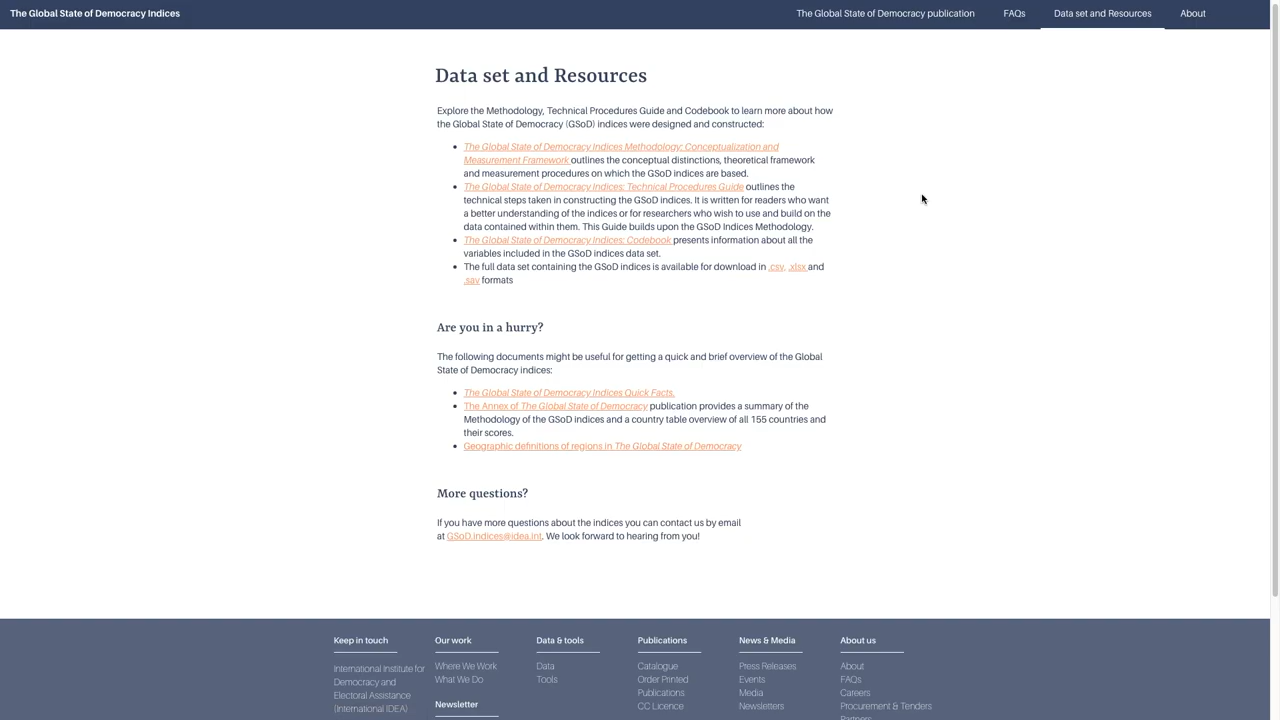 The Global State of Democracy Indices
The Global State of Democracy publication
FAQs
Data set and Resources
About
Data set and Resources
Explore the Methodology, Technical Procedures Guide and Codebook to learn more about how
the Global State of Democracy (GSoD) indices were designed and constructed:
• The Global State of Democracy Indices Methodology: Conceptualization and
Measurement Framework outlines the conceptual distinctions, theoretical framework
and measurement procedures on which the GSoD indices are based.
• The Global State of Democracy Indices: Technical Procedures Guide outlines the
technical steps taken in constructing the GSoD indices. It is written for readers who want
a better understanding of the indices or for researchers who wish to use and build on the
data contained within them. This Guide builds upon the GSoD Indices Methodology.
• The Global State of Democracy Indices: Codebook presents information about all the
variables included in the GSoD indices data set.
• The full data set containing the GSoD indices is available for download in .csv, .xlsx and
.sav formats
Are you in a hurry?
The following documents might be useful for getting a quick and brief overview of the Global
State of Democracy indices:
• The Global State of Democracy Indices Quick Facts.
• The Annex of The Global State of Democracy publication provides a summary of the
Methodology of the GSoD indices and a country table overview of all 155 countries and
their scores.
• Geographic definitions of regions in The Global State of Democracy
More questions?
If you have more questions about the indices you can contact us by email
at GSoD.indices@idea.int. We look forward to hearing from you!
Keep in touch
International Institute for
Democracy and
Electoral Assistance
(International IDEA)
Our work
Where We Work
What We Do
Newsletter
Data & tools
Data
Tools
Publications
Catalogue
Order Printed
Publications
CC Licence
News & Media
Press Releases
Events
Media
Newsletters
About us
About
FAQs
Careers
Procurement & Tenders
Partners